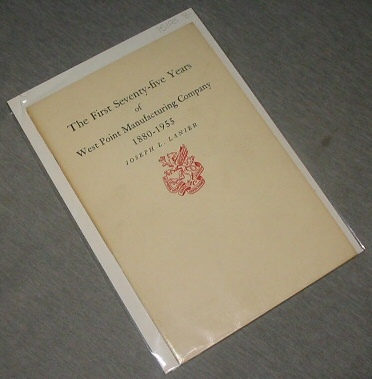 The First Seventy-five Years
of
West Point Manufacturing Company
1880-1955
JOSEPH L. LANIER